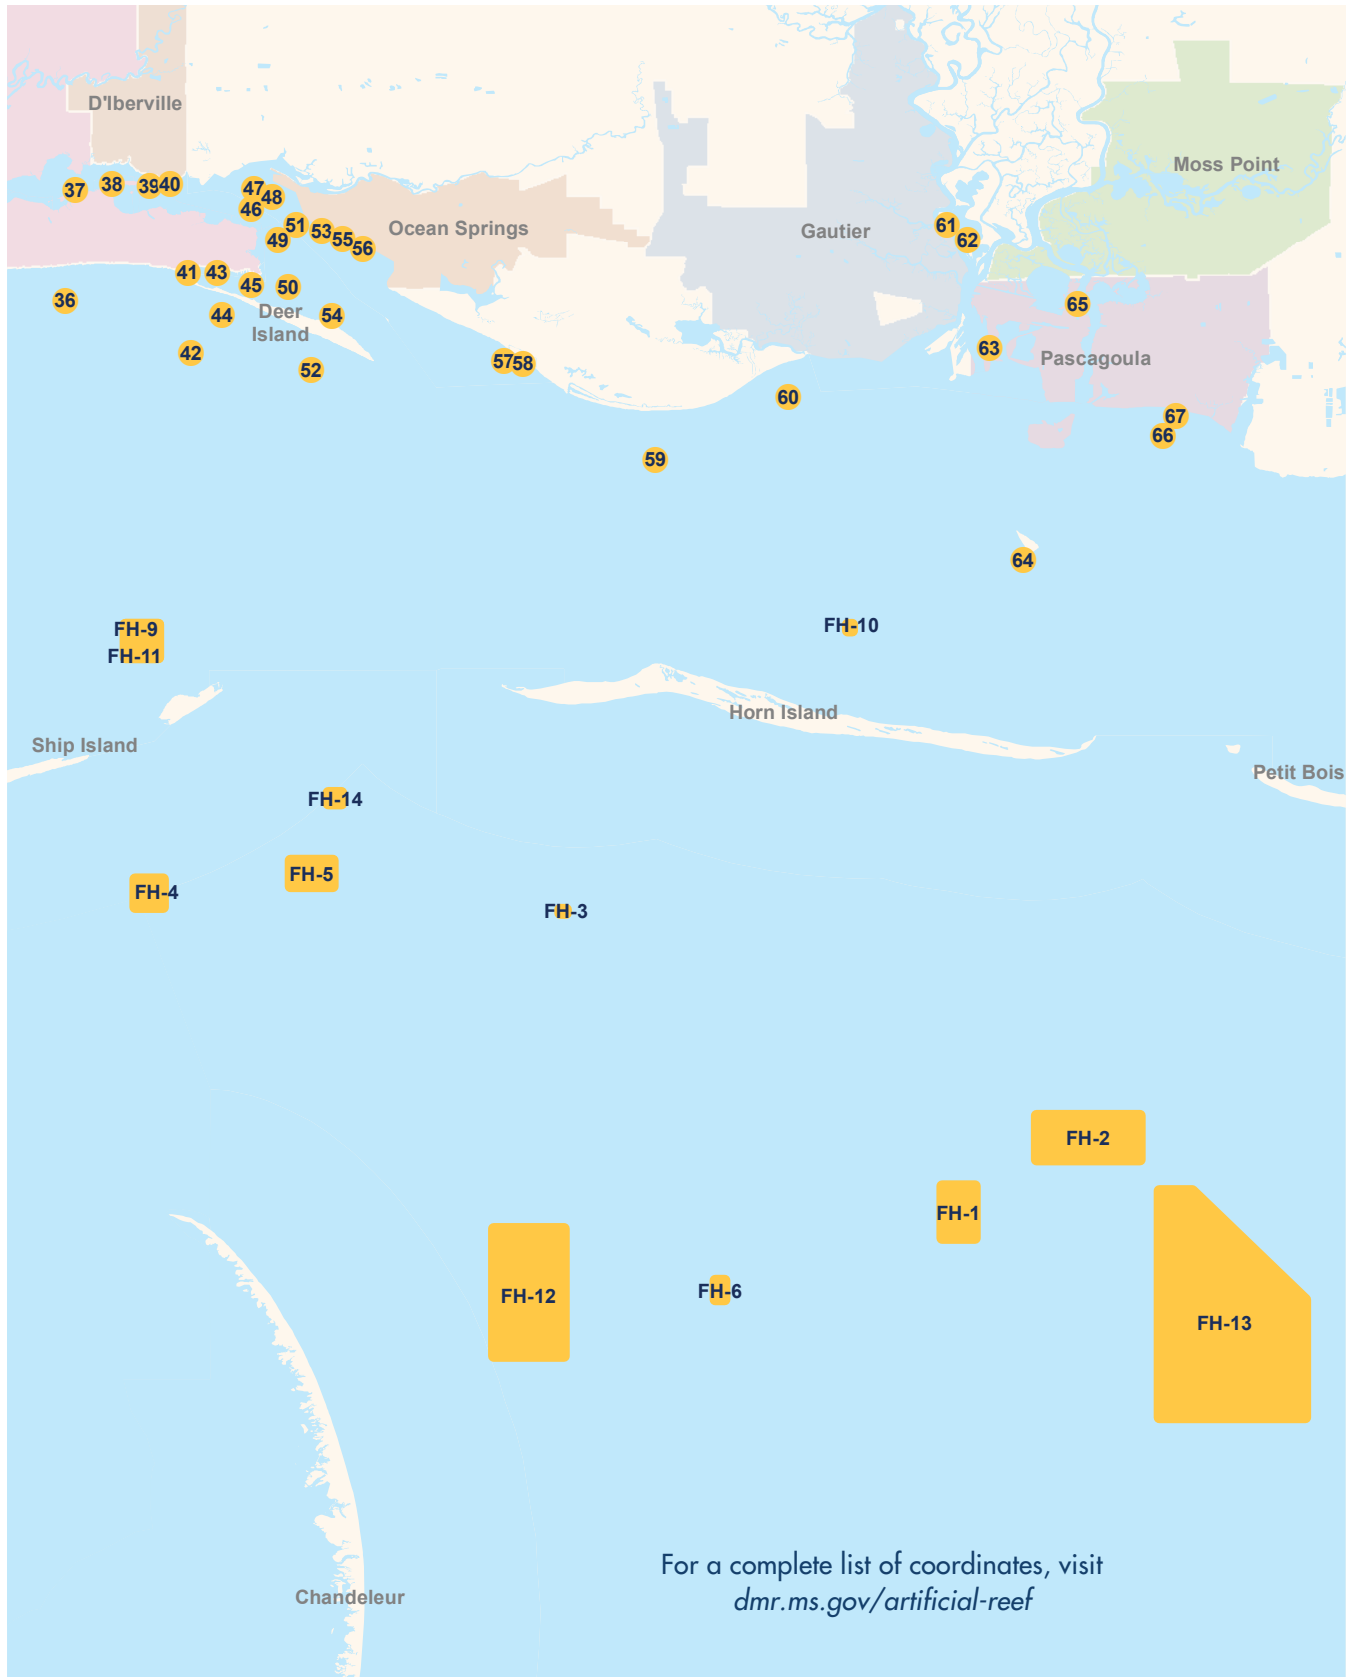 D'Iberville
Moss Point
37
38
39
40
47
48
46
51
53
49
55
56
Ocean Springs
Gautier
61
62
41
43
45
50
36
44
Deer
Island
54
65
42
52
57
58
63
Pascagoula
60
67
66
59
64
FH-9
FH-10
FH-11
Horn Island
Ship Island
Petit Bois
FH-14
FH-5
FH-4
FH-3
FH-2
FH-1
FH-6
FH-12
FH-13
For a complete list of coordinates, visit
dmr.ms.gov/artificial-reef
Chandeleur